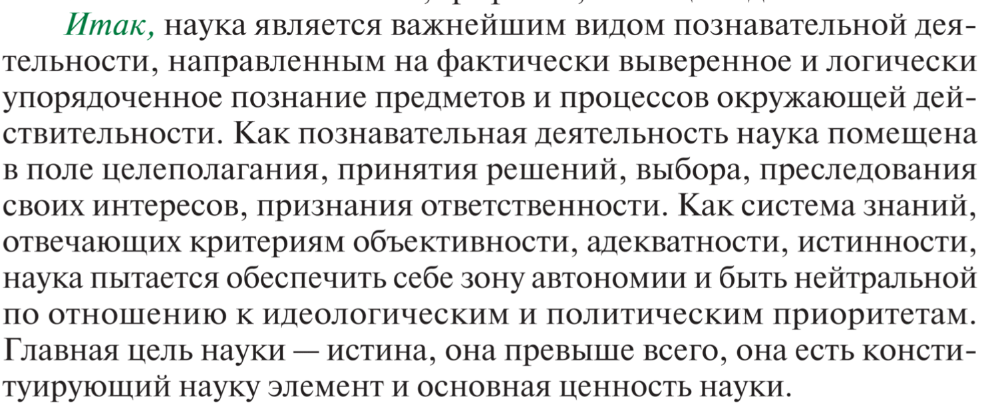 Итак, наука является важнейшим видом познавательной дея-
тельности, направленным на фактически выверенное и логически
упорядоченное познание предметов и процессов окружающей дей-
ствительности. Как познавательная деятельность наука помещена
в поле целеполагания, принятия решений, выбора, преследования
своих интересов, признания ответственности. Как система знаний,
отвечающих критериям объективности, адекватности, истинности,
наука пытается обеспечить себе зону автономии и быть нейтральной
по отношению к идеологическим и политическим приоритетам.
Главная цель науки — истина, она превыше всего, она есть консти-
туирующий науку элемент и основная ценность науки.